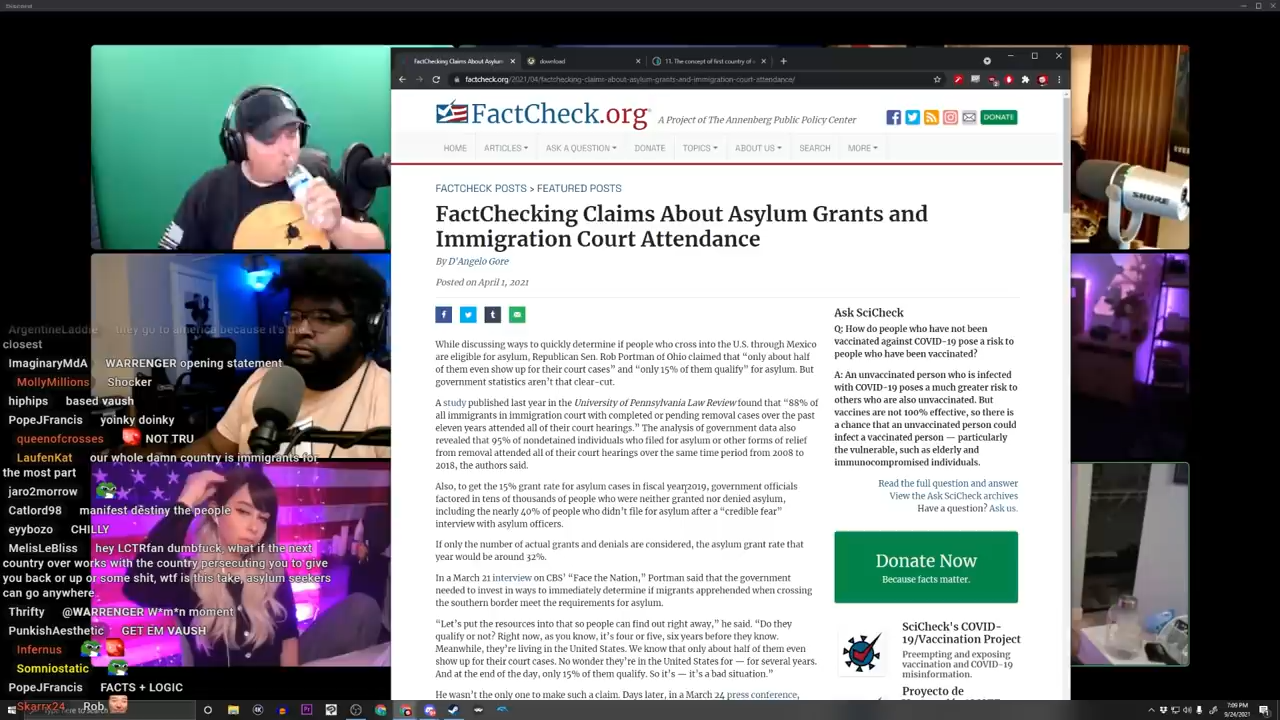 FactChecking Claims About Asylum
download
11. The concept of first country of
factcheck.org/2021/04/factchecking-claims-about-asylum-grants-and-immigration-court-attendance/
FactCheck.org
A Project of The Annenberg Public Policy Center
DONATE
HOME ARTICLES ASK A QUESTION DONATE TOPICS ABOUT US SEARCH MORE
FACTCHECK POSTS > FEATURED POSTS
FactChecking Claims About Asylum Grants and
Immigration Court Attendance
By D'Angelo Gore
Posted on April 1, 2021
While discussing ways to quickly determine if people who cross into the U.S. through Mexico
are eligible for asylum, Republican Sen. Rob Portman of Ohio claimed that “only about half
of them even show up for their court cases” and “only 15% of them qualify” for asylum. But
government statistics aren’t that clear-cut.
A study published last year in the University of Pennsylvania Law Review found that “88% of
all immigrants in immigration court with completed or pending removal cases over the past
eleven years attended all of their court hearings.” The analysis of government data also
revealed that 95% of nondetained individuals who filed for asylum or other forms of relief
from removal attended all of their court hearings over the same time period from 2008 to
2018, the authors said.
Also, to get the 15% grant rate for asylum cases in fiscal year 2019, government officials
factored in tens of thousands of people who were neither granted nor denied asylum,
including the nearly 40% of people who didn’t file for asylum after a “credible fear”
interview with asylum officers.
If only the number of actual grants and denials are considered, the asylum grant rate that
year would be around 32%.
In a March 21 interview on CBS’ “Face the Nation,” Portman said that the government
needed to invest in ways to immediately determine if migrants apprehended when crossing
the southern border meet the requirements for asylum.
“Let’s put the resources into that so people can find out right away,” he said. “Do they
qualify or not? Right now, as you know, it’s four or five, six years before they know.
Meanwhile, they’re living in the United States. We know that only about half of them even
show up for their court cases. No wonder they’re in the United States for — for several years.
And at the end of the day, only 15% of them qualify. So it’s — it’s a bad situation.”
He wasn’t the only one to make such a claim. Days later, in a March 24 press conference,
Ask SciCheck
Q: How do people who have not been
vaccinated against COVID-19 pose a risk to
people who have been vaccinated?
A: An unvaccinated person who is infected
with COVID-19 poses a much greater risk to
others who are also unvaccinated. But
vaccines are not 100% effective, so there is
a chance that an unvaccinated person could
infect a vaccinated person — particularly
the vulnerable, such as elderly and
immunocompromised individuals.
Read the full question and answer
View the Ask SciCheck archives
Have a question? Ask us.
Donate Now
Because facts matter.
SciCheck's COVID-
19/Vaccination Project
Preempting and exposing
vaccination and COVID-19
misinformation.
Proyecto de
ArgentineLaddie they go to america because it's the
closest
ImaginaryMdA WARRENGER opening statement
MollyMillions Shocker
hiphips based vaush
PopeJFrancis yoinky doinky
queenofcrosses NOT TRU
LaufenKat our whole damn country is immigrants for
the most part
jaro2morrow
Catlord98 manifest destiny the people
eyybozo CHILLY
MelisLeBliss hey LCTRfan dumbfuck, what if the next
country over works with the country persecuting you to give
you back or up or some shit, wtf is this take, asylum seekers
can go anywhere.
Thrifty @WARRENGER W*m*n moment
PunkishAesthetic GET EM VAUSH
Infernus
Somniostatic
PopeJFrancis FACTS + LOGIC
Skarrx24 Rob
SHURE
7:09 PM
9/24/2021